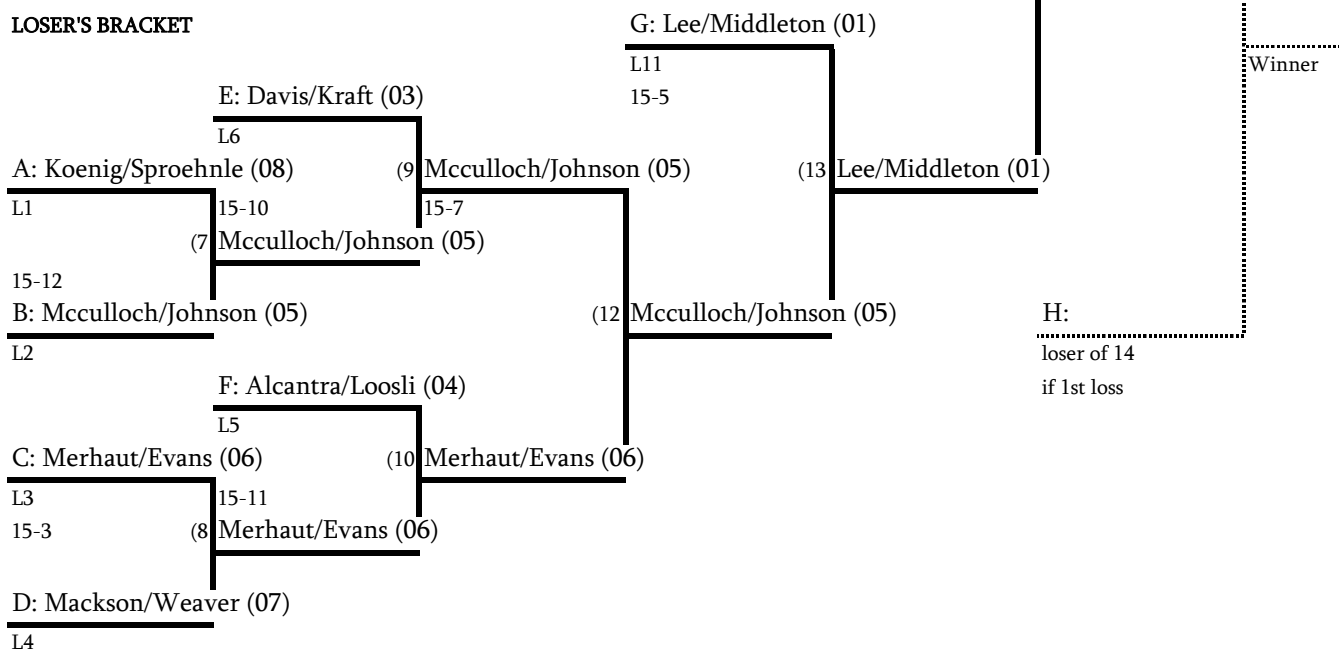 LOSER'S BRACKET
G: Lee/Middleton (01)
L11
Winner
E: Davis/Kraft (03)
15-5
L6
A: Koenig/Sproehnle (08)
(9 Mcculloch/Johnson (05)
(13 Lee/Middleton (01)
L1
15-10
15-7
(7 Mcculloch/Johnson (05)
15-12
B: Mcculloch/Johnson (05)
(12 Mcculloch/Johnson (05)
H:
L2
loser of 14
F: Alcantra/Loosli (04)
if 1st loss
L5
C: Merhaut/Evans (06)
(10 Merhaut/Evans (06)
L3
15-11
15-3
(8 Merhaut/Evans (06)
D: Mackson/Weaver (07)
L4